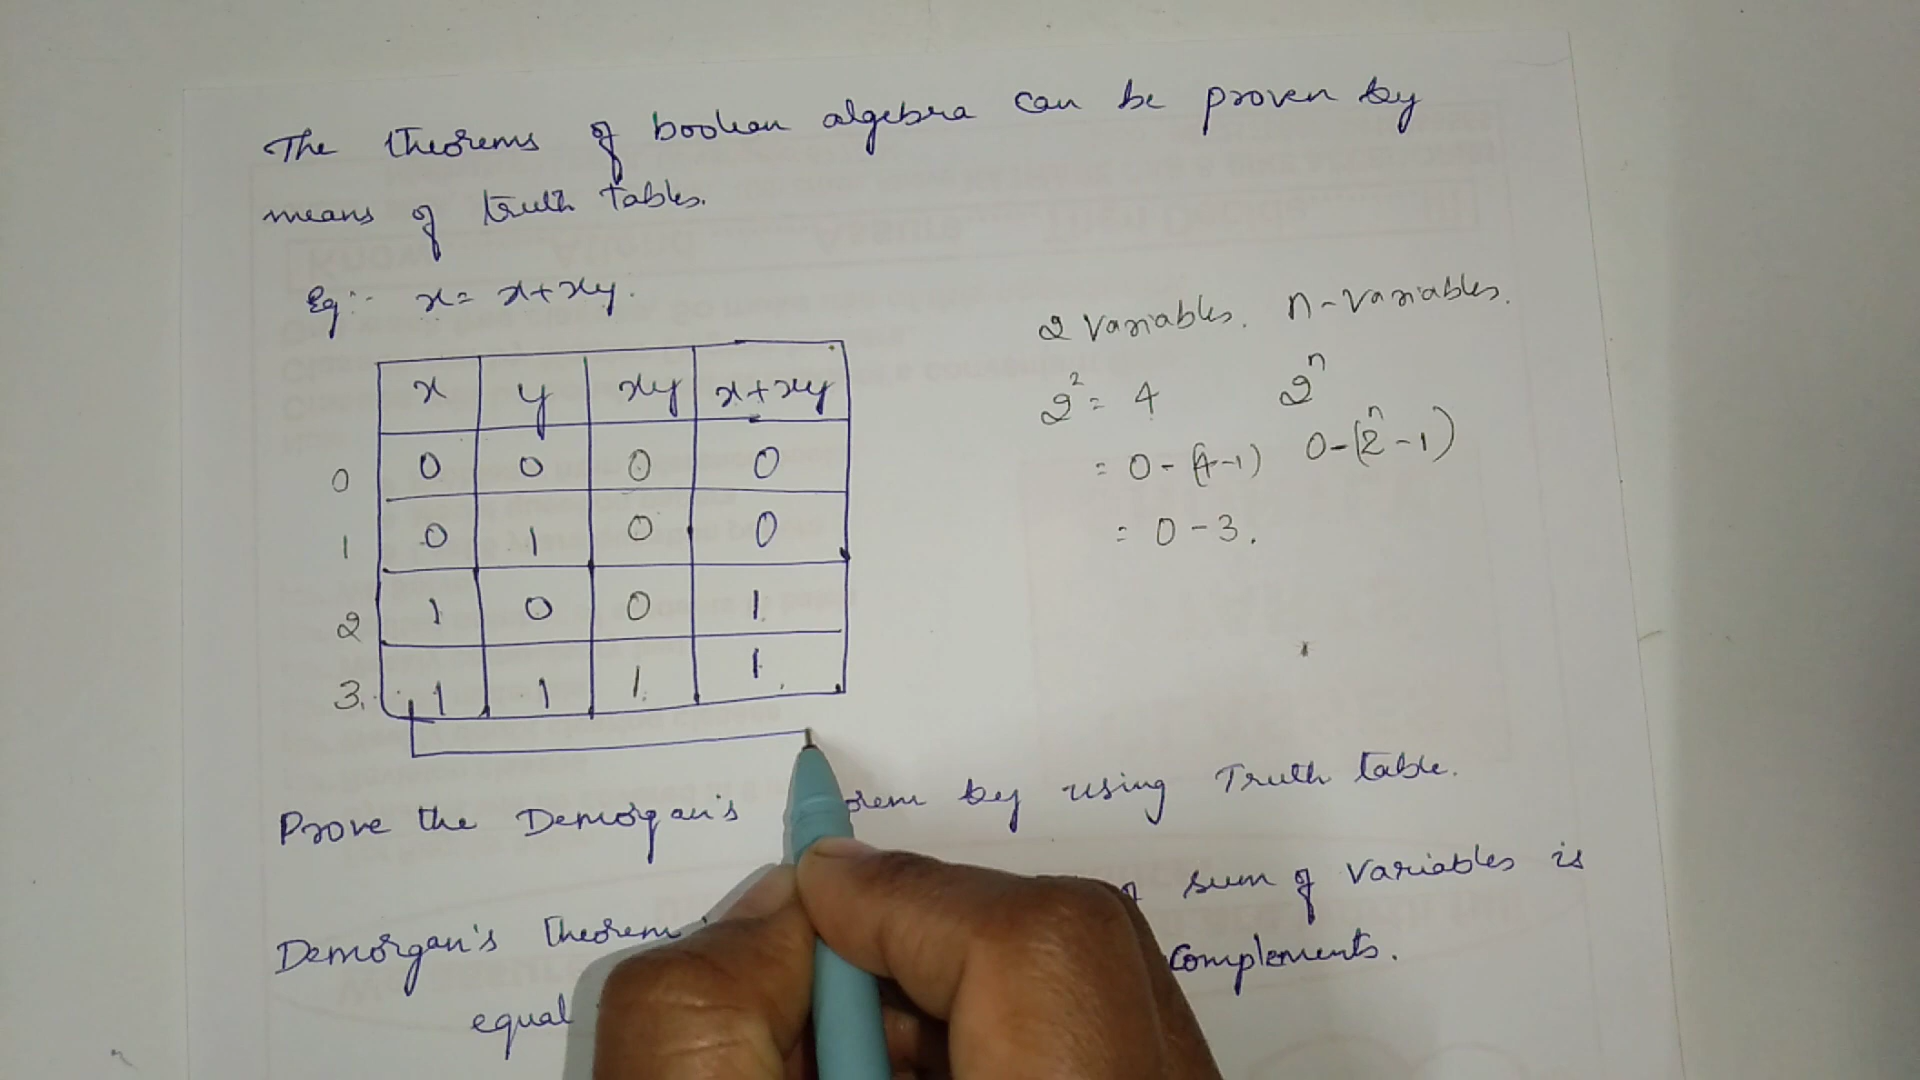 The theorems of boolean algebra can be proven by
means of truth tables.
Eg:- x = x+xy.
2 variables. n-variables.
2² = 4 2ⁿ
= 0-(4-1) 0-(2ⁿ-1)
= 0-3.
x y xy x+xy
0 0 0 0 0
1 0 1 0 0
2 1 0 0 1
3. 1 1 1 1
Prove the Demorgan's by using Truth table.
Demorgan's theorem sum of variables is
equal complements.